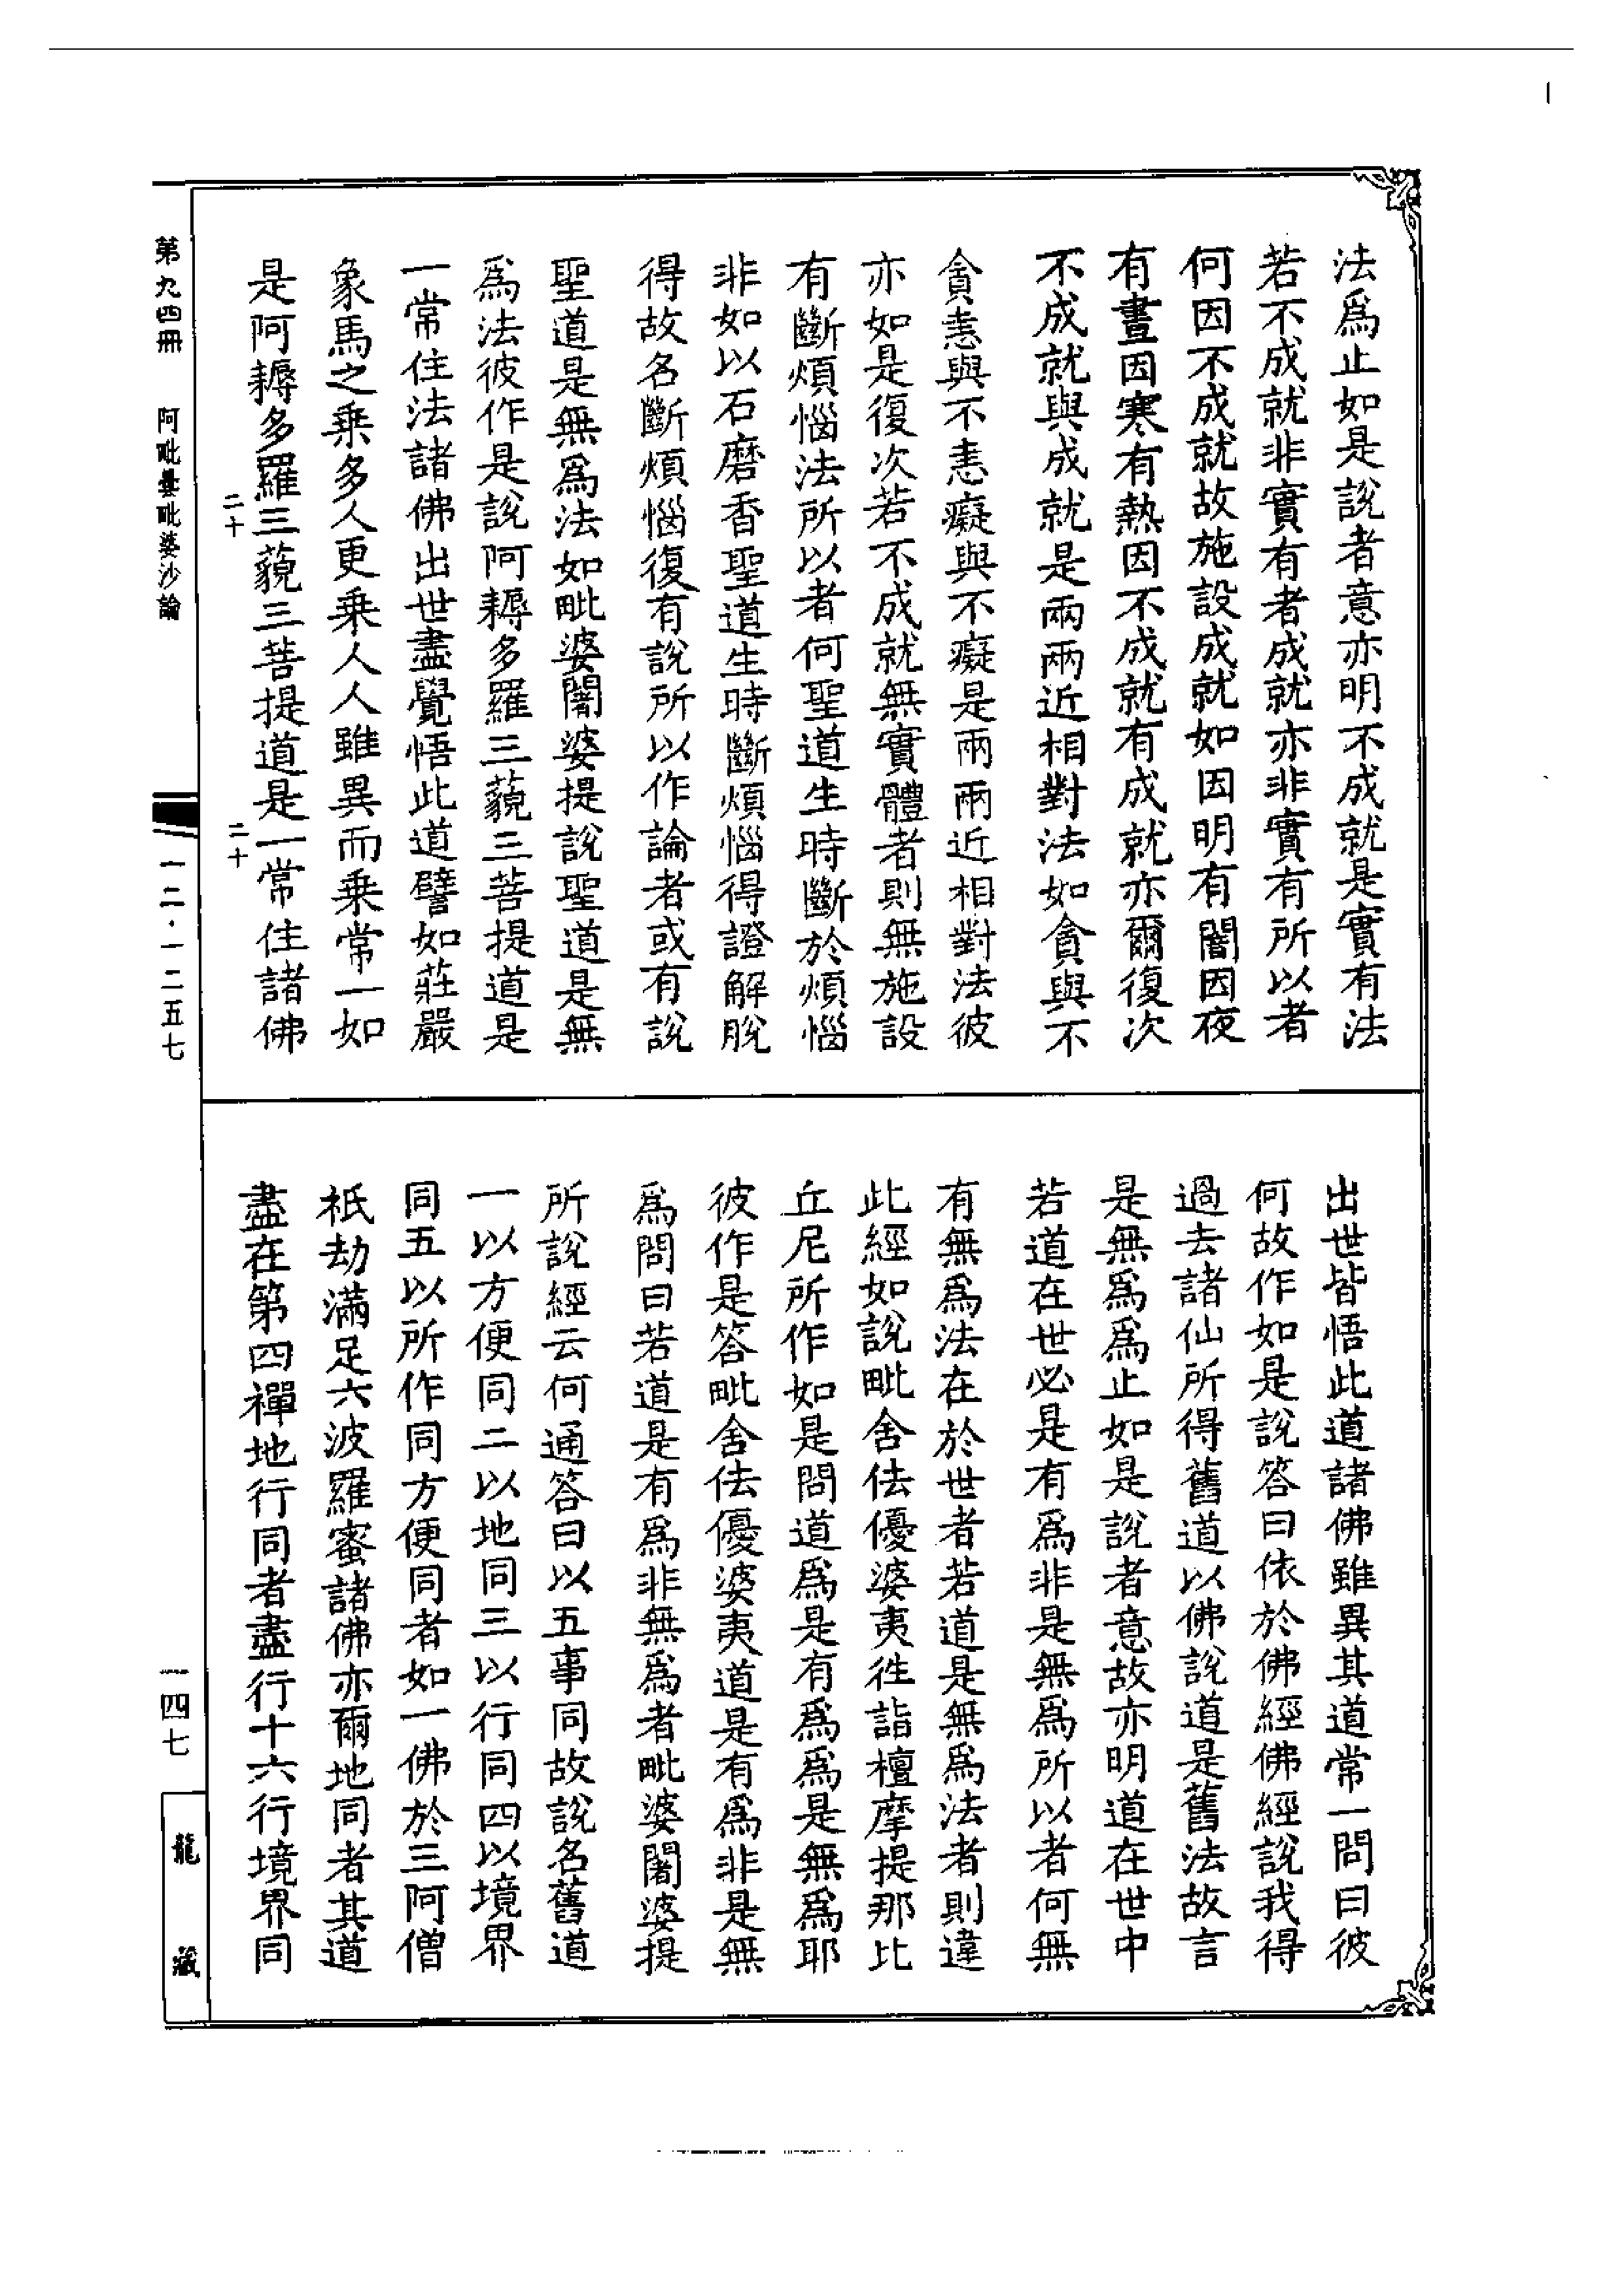 法爲止如是說者意亦明不成就是實有法
若不成就非實有者成就亦非實有所以者
何因不成就故施設成就如因明有闇因夜
有晝因寒有熱因不成就有成就亦爾復次
不成就與成就是兩兩近相對法如貪與不
貪恚與不恚癡與不癡是兩兩近相對法彼
亦如是復次若不成就無實體者則無施設
有斷煩惱法所以者何聖道生時斷於煩惱
非如以石磨香聖道生時斷煩惱得證解脫
得故名斷煩惱復有說所以作論者或有說
聖道是無爲法如毗婆闍婆提說聖道是無
爲法彼作是說阿耨多羅三藐三菩提道是
一常住法諸佛出世盡覺悟此道譬如莊嚴
象馬之乘多人更乘人人雖異而乘常一如
是阿耨多羅三藐三菩提道是一常住諸佛
二十
二十
出世皆悟此道諸佛雖異其道常一問曰彼
何故作如是說答曰依於佛經佛經說我得
過去諸仙所得舊道以佛說道是舊法故言
是無爲爲止如是說者意故亦明道在世中
若道在世必是有爲非是無爲所以者何無
有無爲法在於世者若道是無爲法者則違
此經如說毗舍佉優婆夷往詣檀摩提那比
丘尼所作如是問道爲是有爲爲是無爲耶
彼作是答毗舍佉優婆夷道是有爲非是無
爲問曰若道是有爲非無爲者毗婆闍婆提
所說經云何通答曰以五事同故說名舊道
一以方便同二以地同三以行同四以境界
同五以所作同方便同者如一佛於三阿僧
祇劫滿足六波羅蜜諸佛亦爾地同者其道
盡在第四禪地行同者盡行十六行境界同
第九四冊 阿毗曇毗婆沙論
一二·一二五七
一四七
龍藏